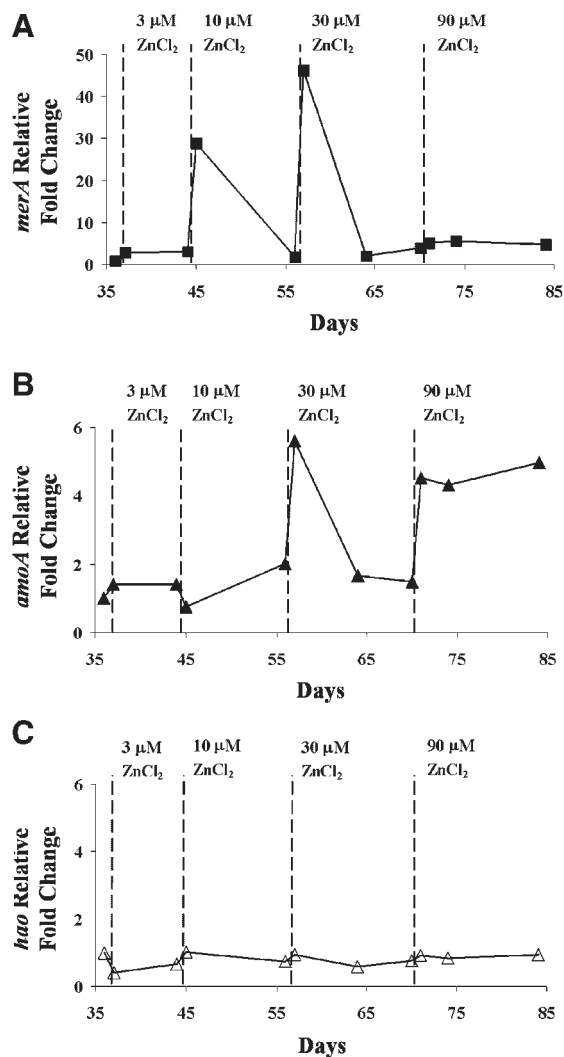 A
3 µM 10 µM 30 µM 90 µM
ZnCl₂ ZnCl₂ ZnCl₂ ZnCl₂
50
40
30
20
10
0
merA Relative
Fold Change
35 45 55 65 75 85
Days
B
3 µM 10 µM 30 µM 90 µM
ZnCl₂ ZnCl₂ ZnCl₂ ZnCl₂
6
4
2
0
amoA Relative
Fold Change
35 45 55 65 75 85
Days
C
3 µM 10 µM 30 µM 90 µM
ZnCl₂ ZnCl₂ ZnCl₂ ZnCl₂
6
4
2
0
hao Relative
Fold Change
35 45 55 65 75 85
Days